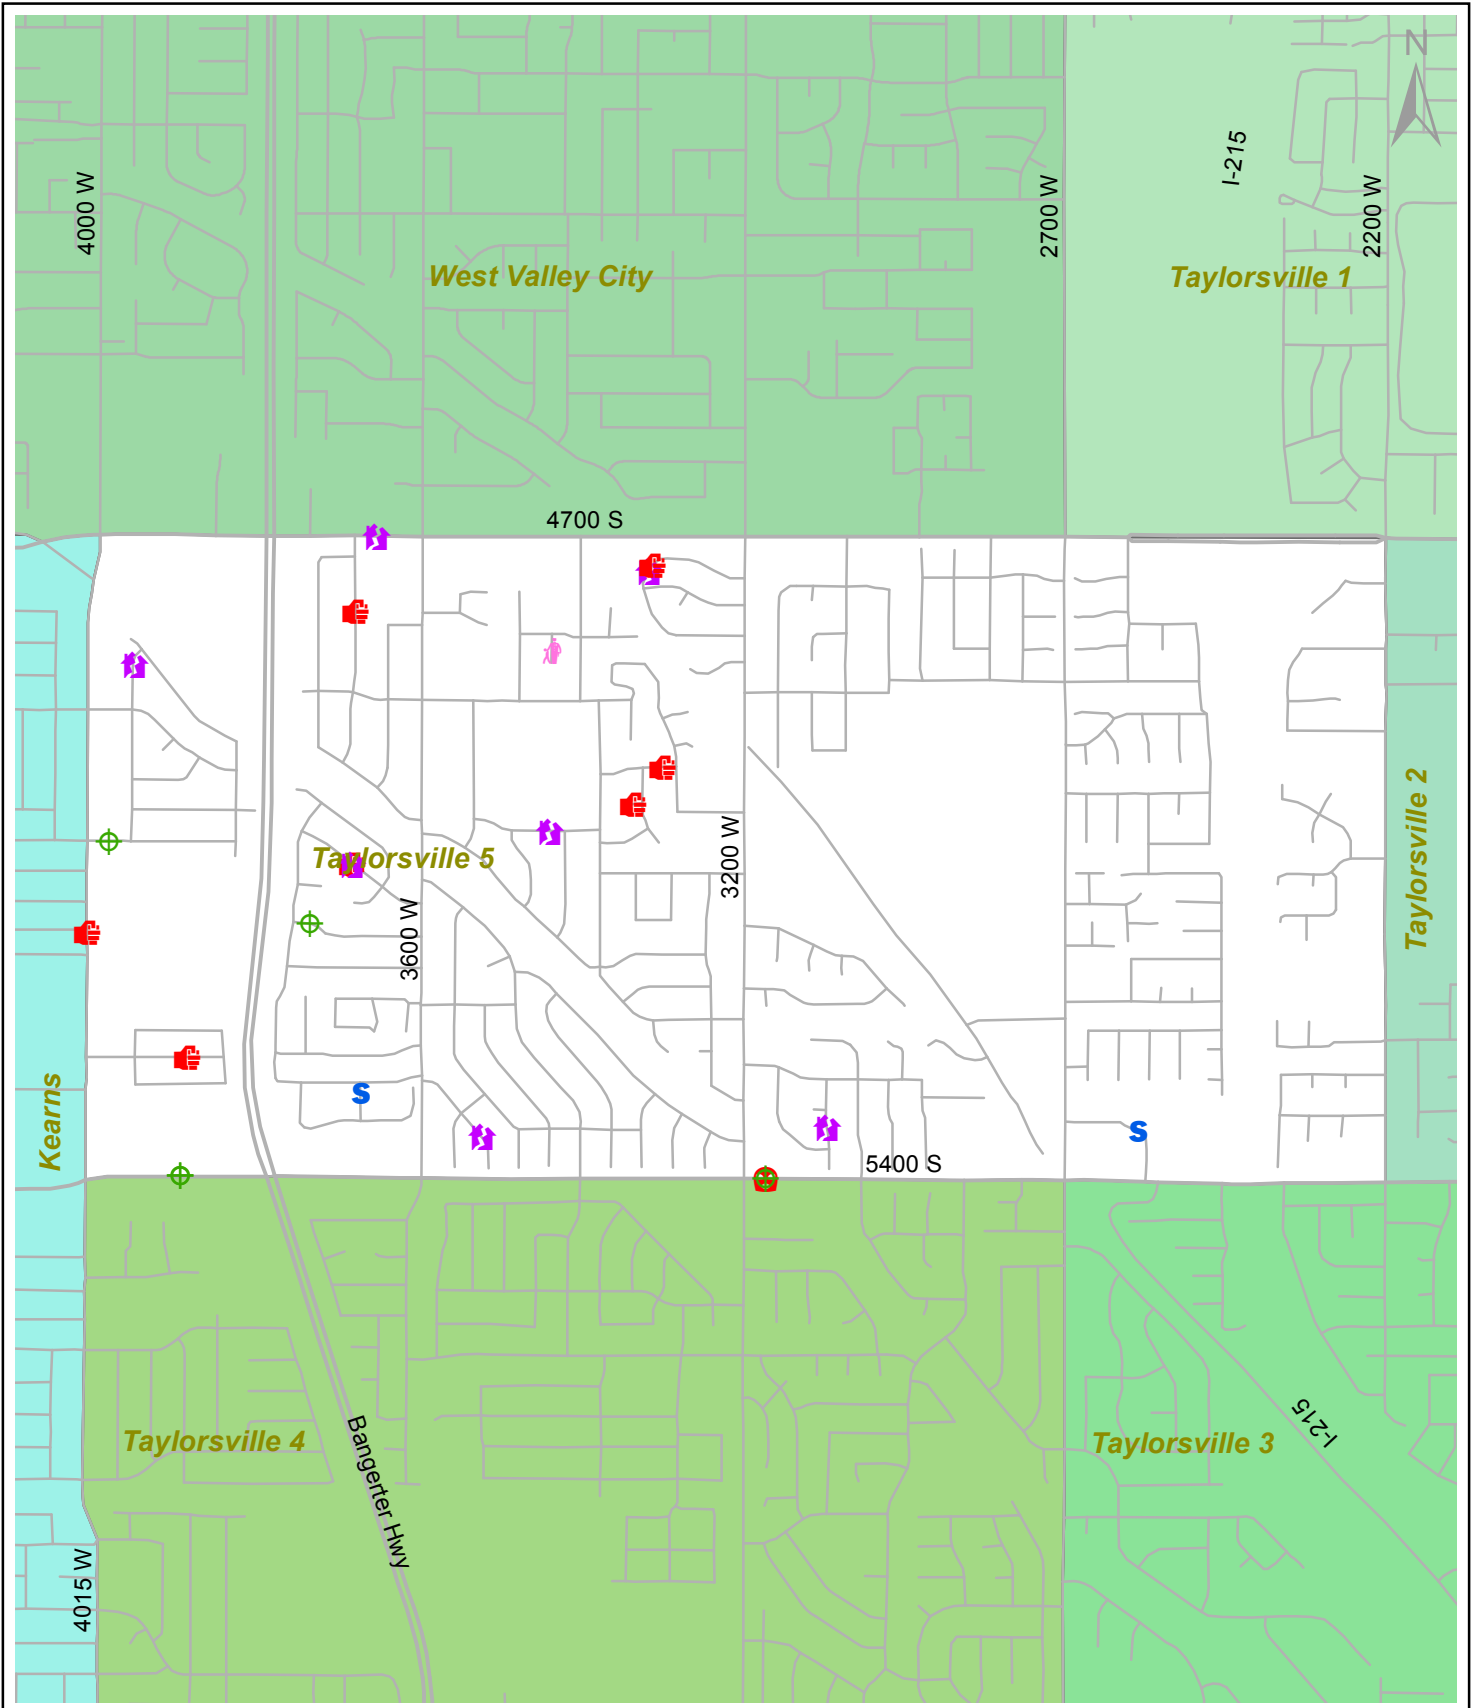 N
I-215
4000 W
2700 W
2200 W
West Valley City
Taylorsville 1
4700 S
Taylorsville 2
3200 W
Taylorsville 5
3600 W
S
Kearns
S
5400 S
Taylorsville 4
Taylorsville 3
I-215
Bangerter Hwy
4015 W